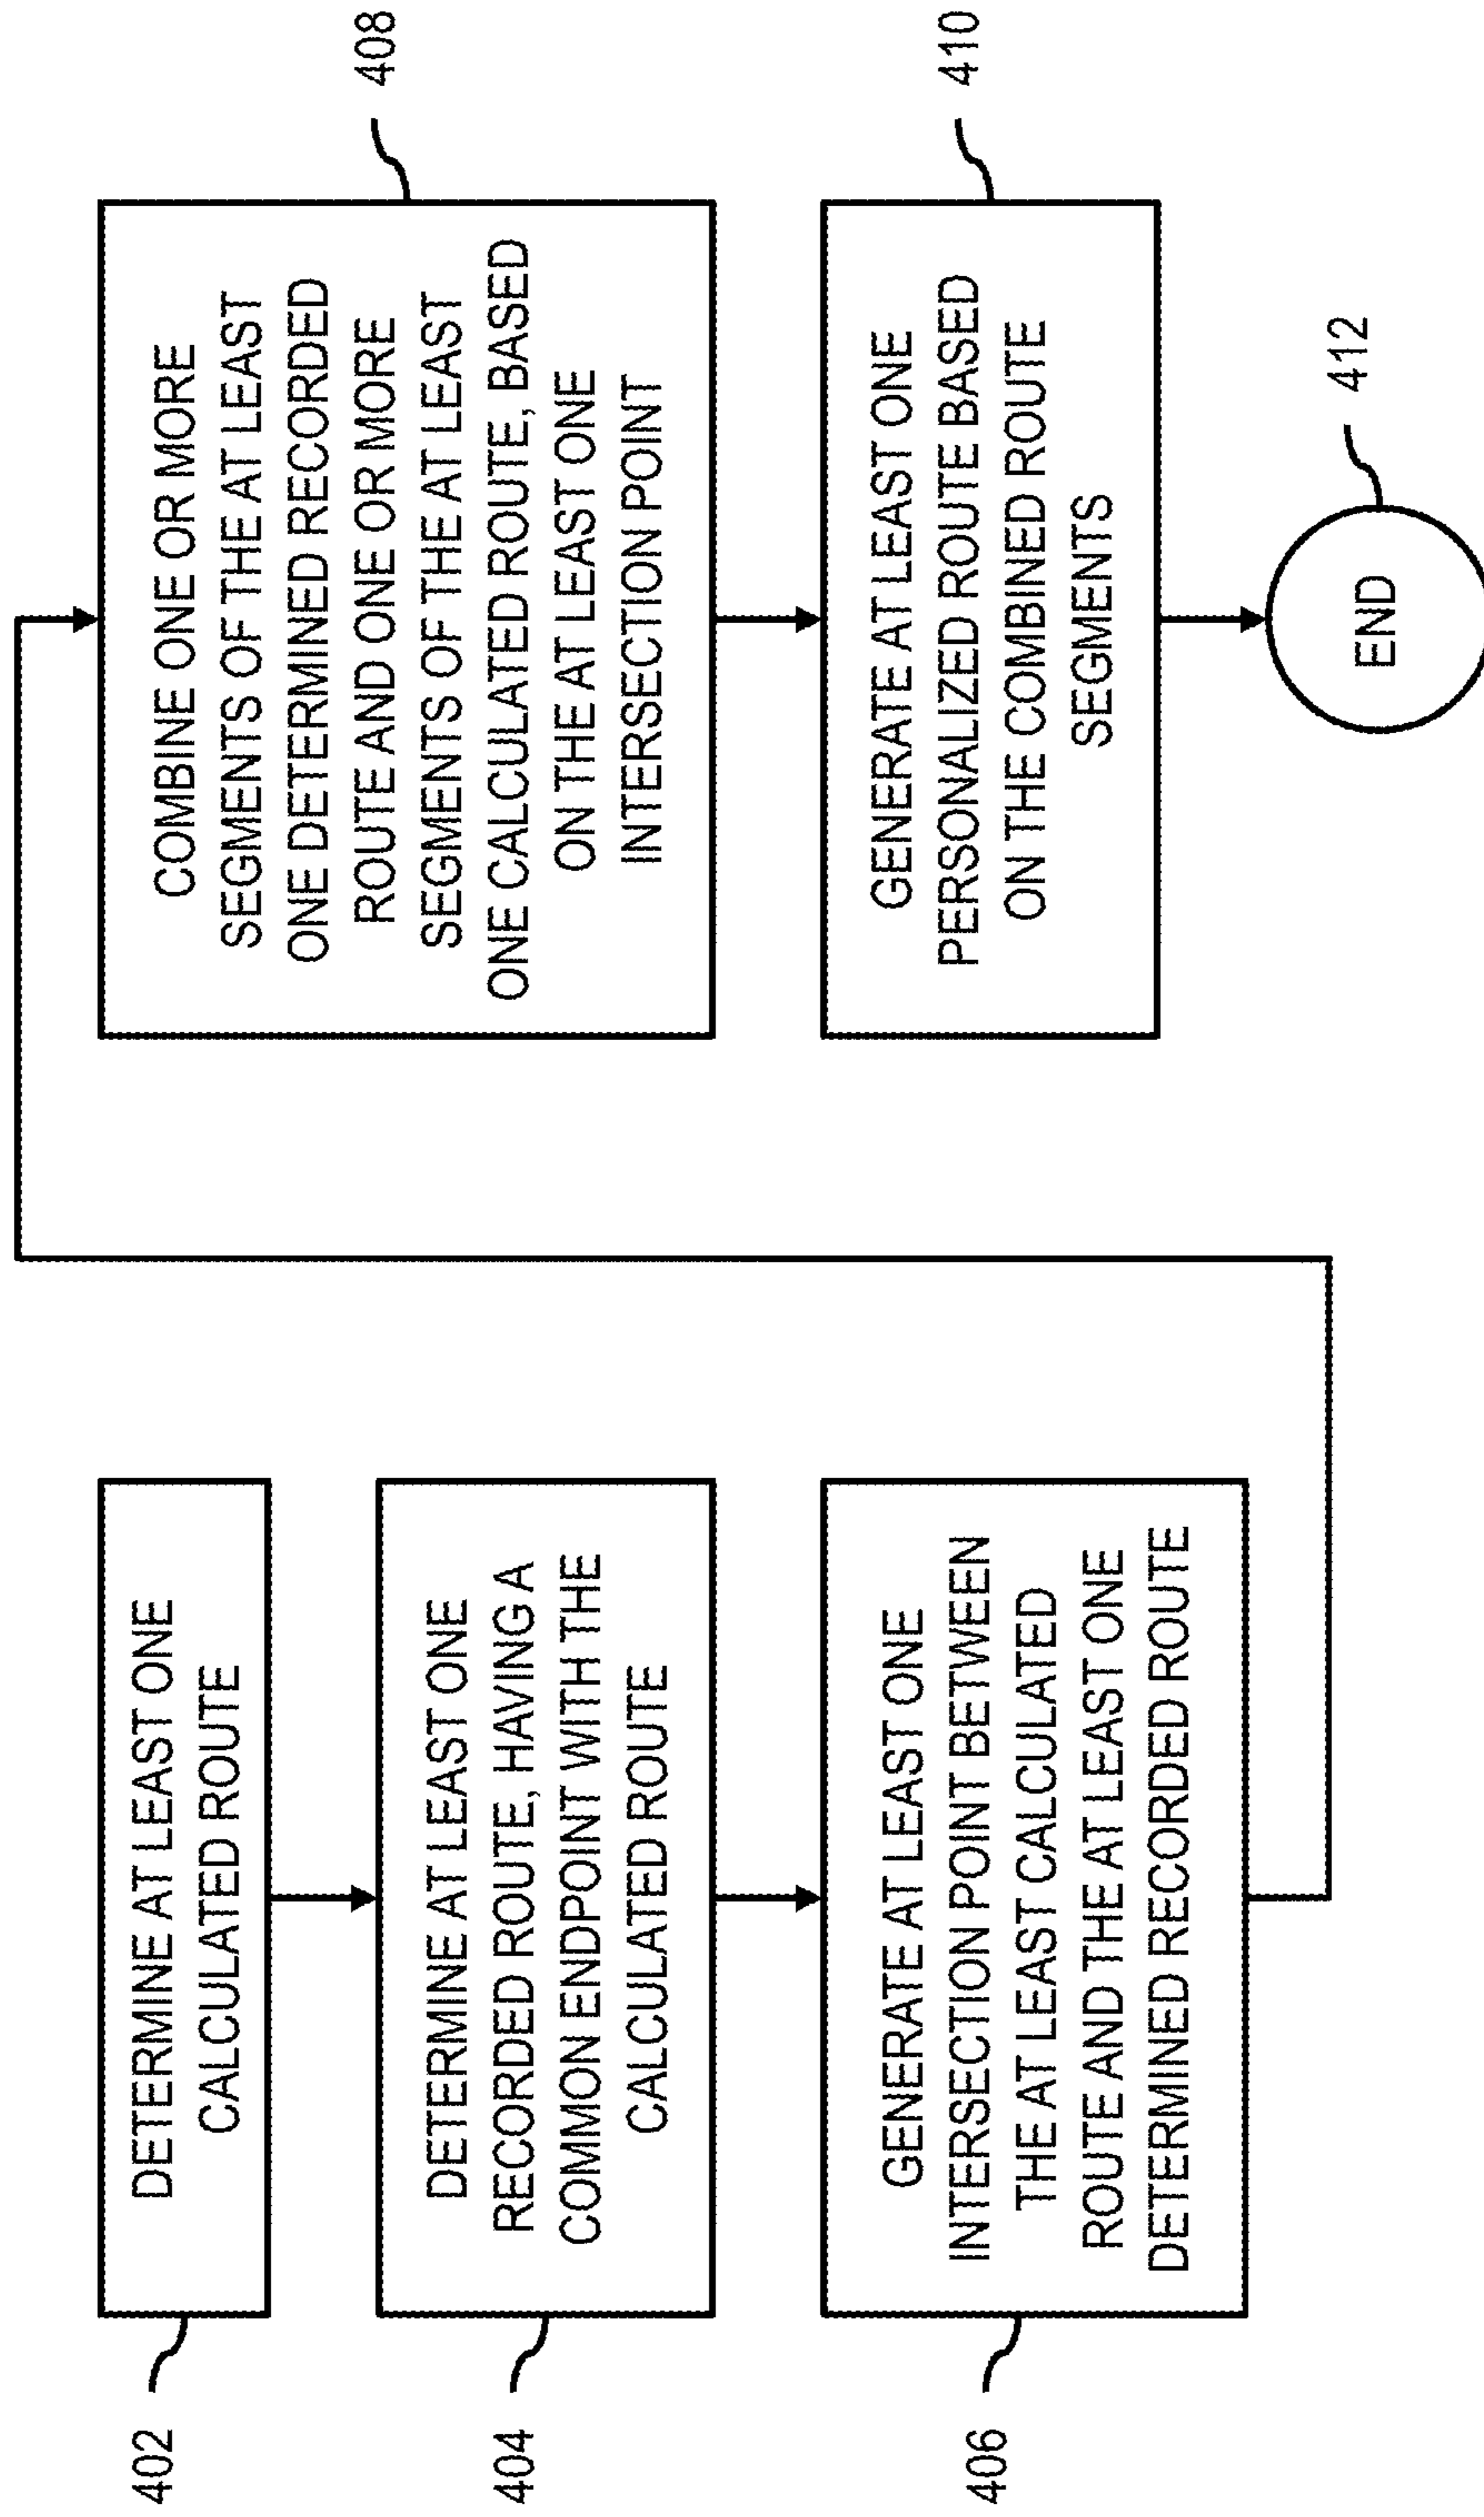 402
DETERMINE AT LEAST ONE
CALCULATED ROUTE
404
DETERMINE AT LEAST ONE
RECORDED ROUTE, HAVING A
COMMON ENDPOINT WITH THE
CALCULATED ROUTE
406
GENERATE AT LEAST ONE
INTERSECTION POINT BETWEEN
THE AT LEAST CALCULATED
ROUTE AND THE AT LEAST ONE
DETERMINED RECORDED ROUTE
408
COMBINE ONE OR MORE
SEGMENTS OF THE AT LEAST
ONE DETERMINED RECORDED
ROUTE AND ONE OR MORE
SEGMENTS OF THE AT LEAST
ONE CALCULATED ROUTE, BASED
ON THE AT LEAST ONE
INTERSECTION POINT
410
GENERATE AT LEAST ONE
PERSONALIZED ROUTE BASED
ON THE COMBINED ROUTE
SEGMENTS
412
END